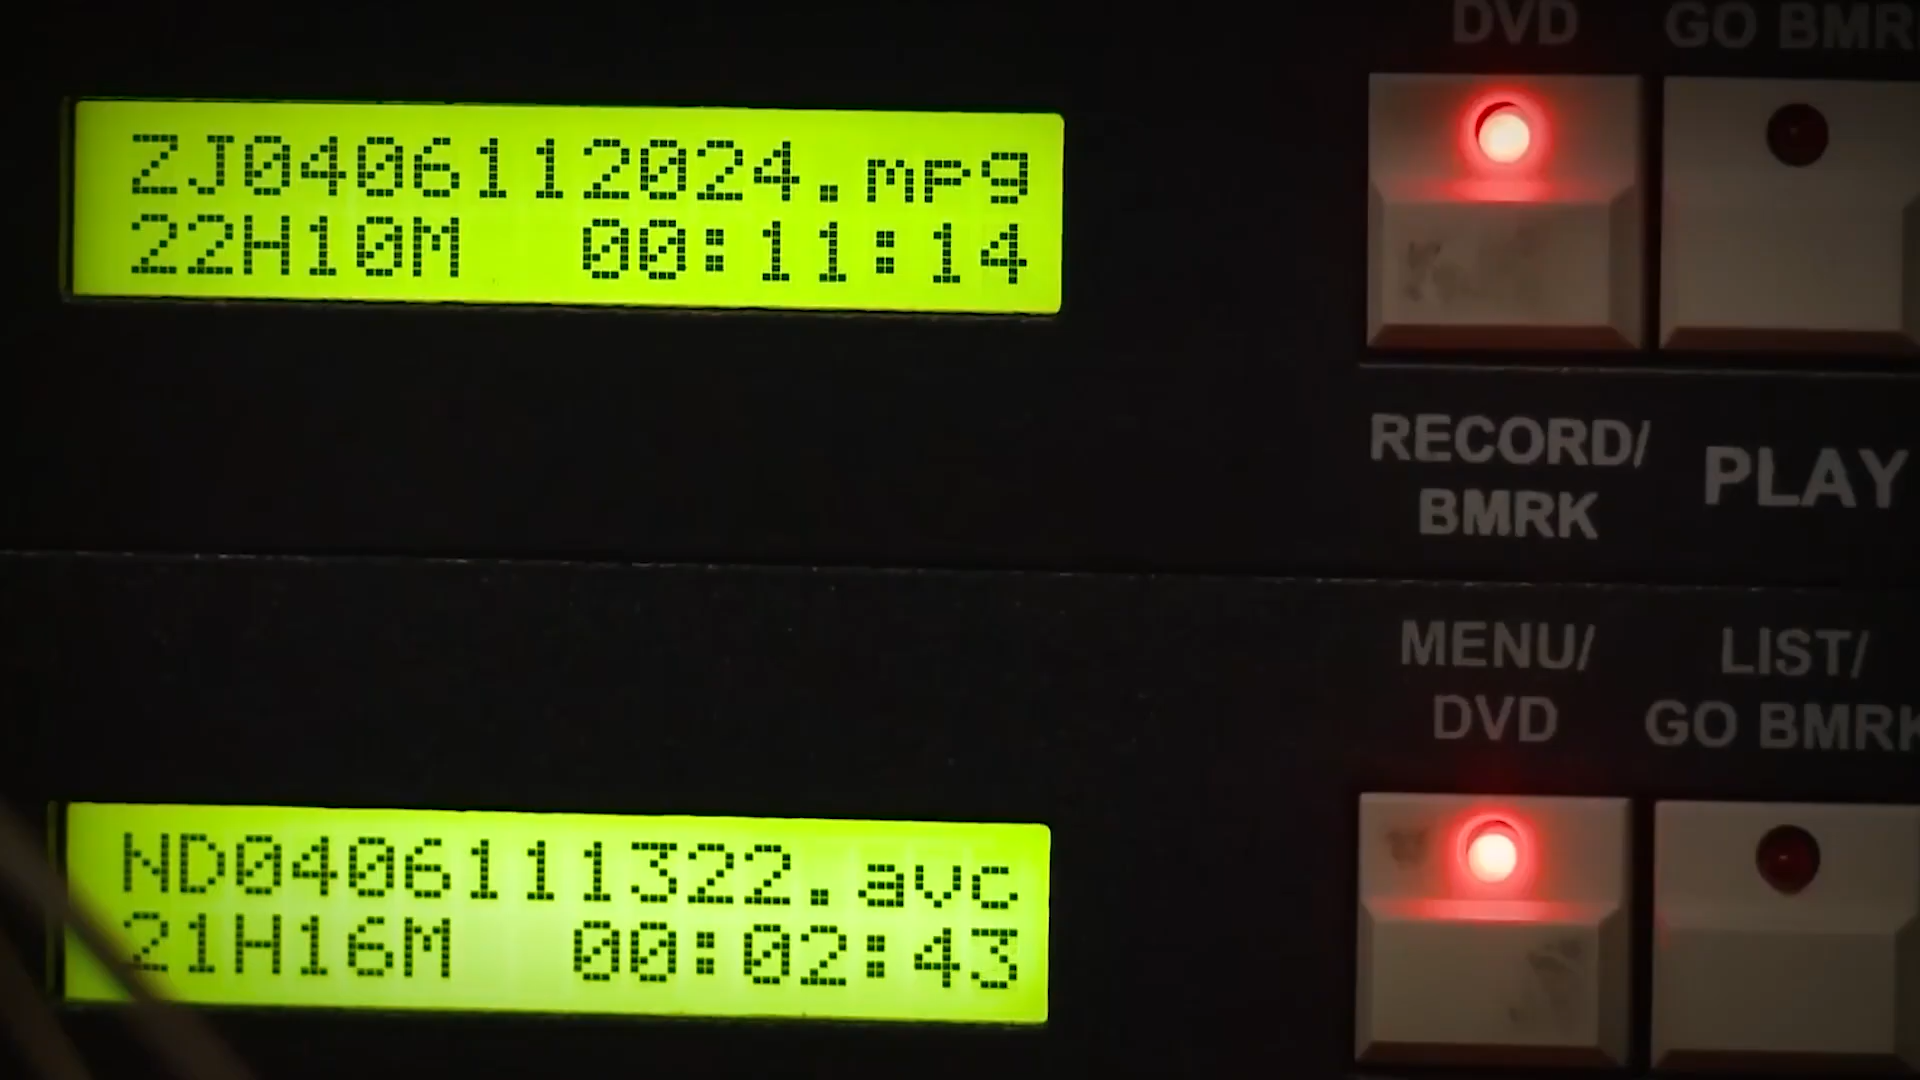 DVD
GO BMR
ZJ0406112024.mpg
22H10M 00:11:14
RECORD/
BMRK
PLAY
MENU/
DVD
LIST/
GO BMRK
ND0406111322.avc
21H16M 00:02:43